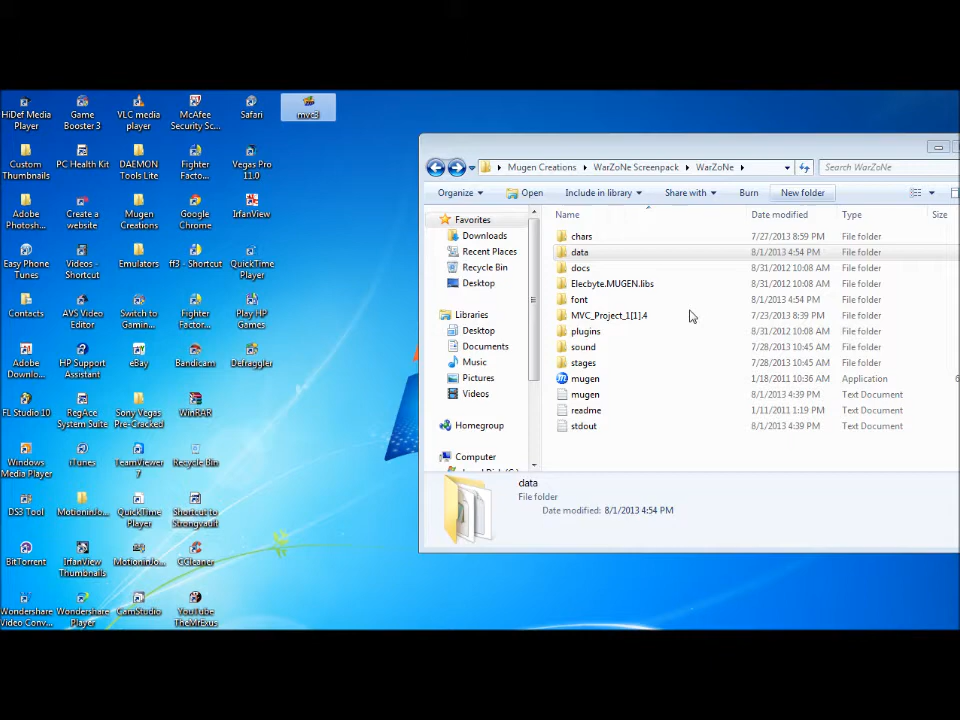 HiDef Media
Player
Game
Booster 3
VLC media
player
McAfee
Security Sc...
Safari
mvc3
Custom
Thumbnails
PC Health Kit
DAEMON
Tools Lite
Fighter
Facto...
Vegas Pro
11.0
Adobe
Photosh...
Create a
website
Mugen
Creations
Google
Chrome
IrfanView
Easy Phone
Tunes
Videos -
Shortcut
Emulators
ff3 - Shortcut
QuickTime
Player
Contacts
AVS Video
Editor
Switch to
Gamin...
Fighter
Factor...
Play HP
Games
Adobe
Downlo...
HP Support
Assistant
eBay
Bandicam
Defraggler
FL Studio 10
RegAce
System Suite
Sony Vegas
Pre-Cracked
WinRAR
Windows
Media Player
iTunes
TeamViewer
7
Recycle Bin
DS3 Tool
MotioninJo...
QuickTime
Player
Shortcut to
Strongvault
BitTorrent
IrfanView
Thumbnails
MotioninJo...
CCleaner
Wondershare
Video Conv...
Wondershare
Player
CamStudio
YouTube
TheMrExus
Mugen Creations
WarZoNe Screenpack
WarZoNe
Search WarZoNe
Organize
Open
Include in library
Share with
Burn
New folder
Favorites
Downloads
Recent Places
Recycle Bin
Desktop
Libraries
Desktop
Documents
Music
Pictures
Videos
Homegroup
Computer
Name Date modified Type Size
chars 7/27/2013 8:59 PM File folder
data 8/1/2013 4:54 PM File folder
docs 8/31/2012 10:08 AM File folder
Elecbyte.MUGEN.libs 8/31/2012 10:08 AM File folder
font 8/1/2013 4:54 PM File folder
MVC_Project_1[1].4 7/23/2013 8:39 PM File folder
plugins 8/31/2012 10:08 AM File folder
sound 7/28/2013 10:45 AM File folder
stages 7/28/2013 10:45 AM File folder
mugen 1/18/2011 10:36 AM Application 6
mugen 8/1/2013 4:39 PM Text Document
readme 1/11/2011 1:19 PM Text Document
stdout 8/1/2013 4:39 PM Text Document
data
File folder
Date modified: 8/1/2013 4:54 PM